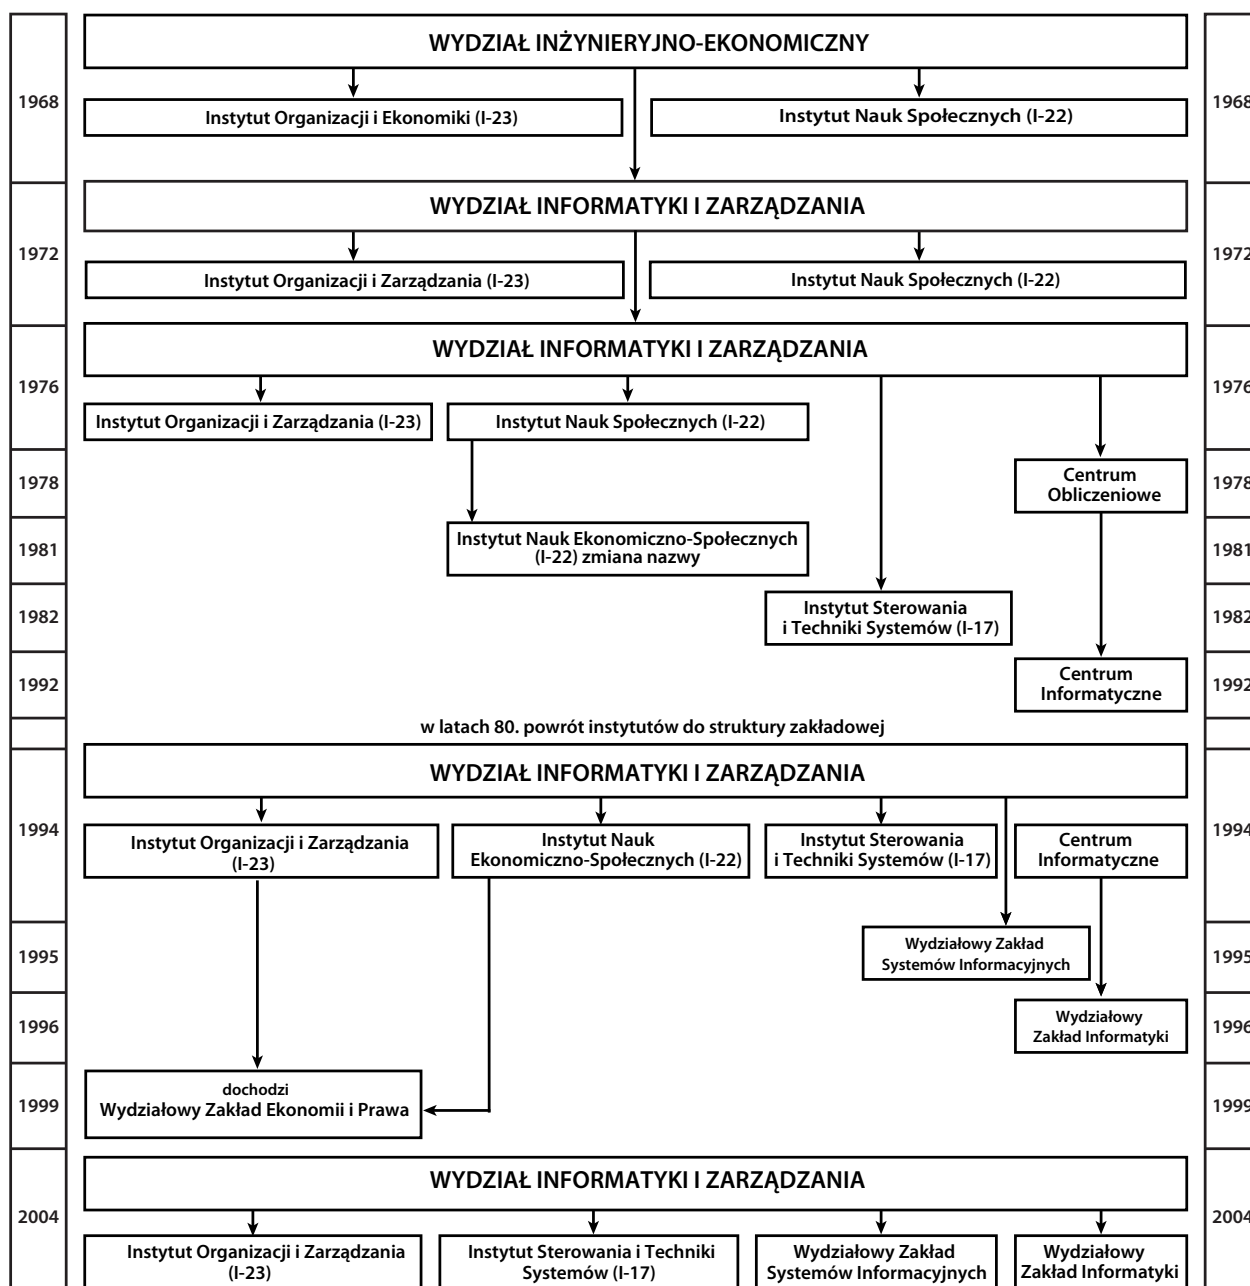 WYDZIAŁ INŻYNIERYJNO-EKONOMICZNY
1968
1968
Instytut Organizacji i Ekonomiki (I-23)
Instytut Nauk Społecznych (I-22)
WYDZIAŁ INFORMATYKI I ZARZĄDZANIA
1972
1972
Instytut Organizacji i Zarządzania (I-23)
Instytut Nauk Społecznych (I-22)
WYDZIAŁ INFORMATYKI I ZARZĄDZANIA
1976
1976
Instytut Organizacji i Zarządzania (I-23)
Instytut Nauk Społecznych (I-22)
1978
Centrum
Obliczeniowe
1978
1981
Instytut Nauk Ekonomiczno-Społecznych
(I-22) zmiana nazwy
1981
1982
Instytut Sterowania
i Techniki Systemów (I-17)
1982
1992
Centrum
Informatyczne
1992
w latach 80. powrót instytutów do struktury zakładowej
WYDZIAŁ INFORMATYKI I ZARZĄDZANIA
1994
1994
Instytut Organizacji i Zarządzania
(I-23)
Instytut Nauk
Ekonomiczno-Społecznych (I-22)
Instytut Sterowania
i Techniki Systemów (I-17)
Centrum
Informatyczne
1995
Wydziałowy Zakład
Systemów Informacyjnych
1995
1996
Wydziałowy
Zakład Informatyki
1996
1999
dochodzi
Wydziałowy Zakład Ekonomii i Prawa
1999
WYDZIAŁ INFORMATYKI I ZARZĄDZANIA
2004
2004
Instytut Organizacji i Zarządzania
(I-23)
Instytut Sterowania i Techniki
Systemów (I-17)
Wydziałowy Zakład
Systemów Informacyjnych
Wydziałowy
Zakład Informatyki